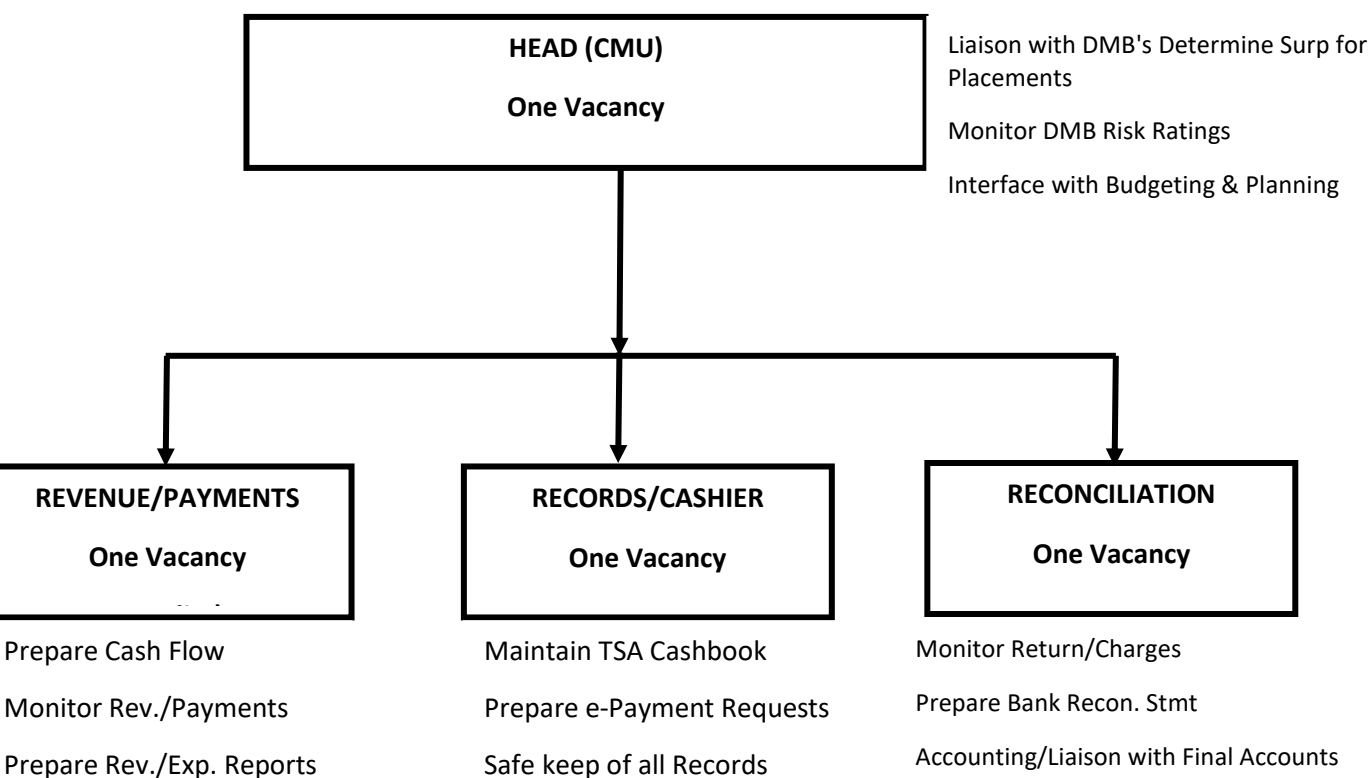 HEAD (CMU)
One Vacancy
Liaison with DMB's Determine Surp for
Placements
Monitor DMB Risk Ratings
Interface with Budgeting & Planning
REVENUE/PAYMENTS
One Vacancy
Prepare Cash Flow
Monitor Rev./Payments
Prepare Rev./Exp. Reports
RECORDS/CASHIER
One Vacancy
Maintain TSA Cashbook
Prepare e-Payment Requests
Safe keep of all Records
RECONCILIATION
One Vacancy
Monitor Return/Charges
Prepare Bank Recon. Stmt
Accounting/Liaison with Final Accounts